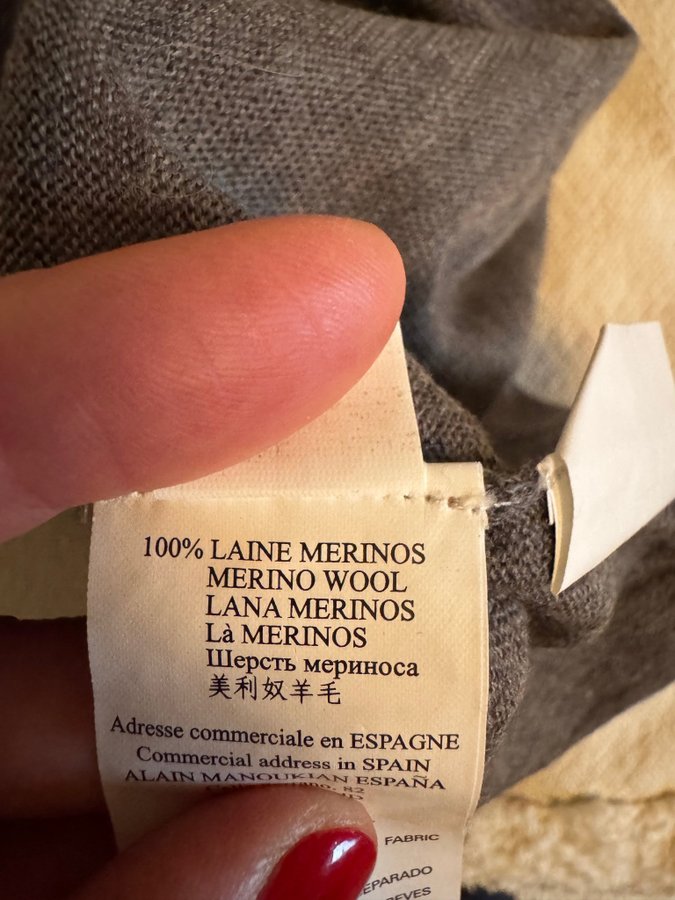 100% LAINE MERINOS
MERINO WOOL
LANA MERINOS
Là MERINOS
Шерсть мериноса
美利奴羊毛
Adresse commerciale en ESPAGNE
Commercial address in SPAIN
ALAIN MANOUKIAN ESPAÑA
82
FABRIC